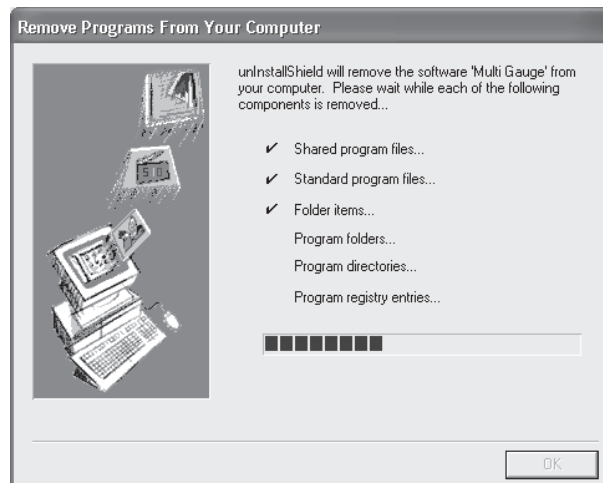 Remove Programs From Your Computer
unInstallShield will remove the software 'Multi Gauge' from
your computer. Please wait while each of the following
components is removed...
✔ Shared program files...
✔ Standard program files...
✔ Folder items...
Program folders...
Program directories...
Program registry entries...
OK